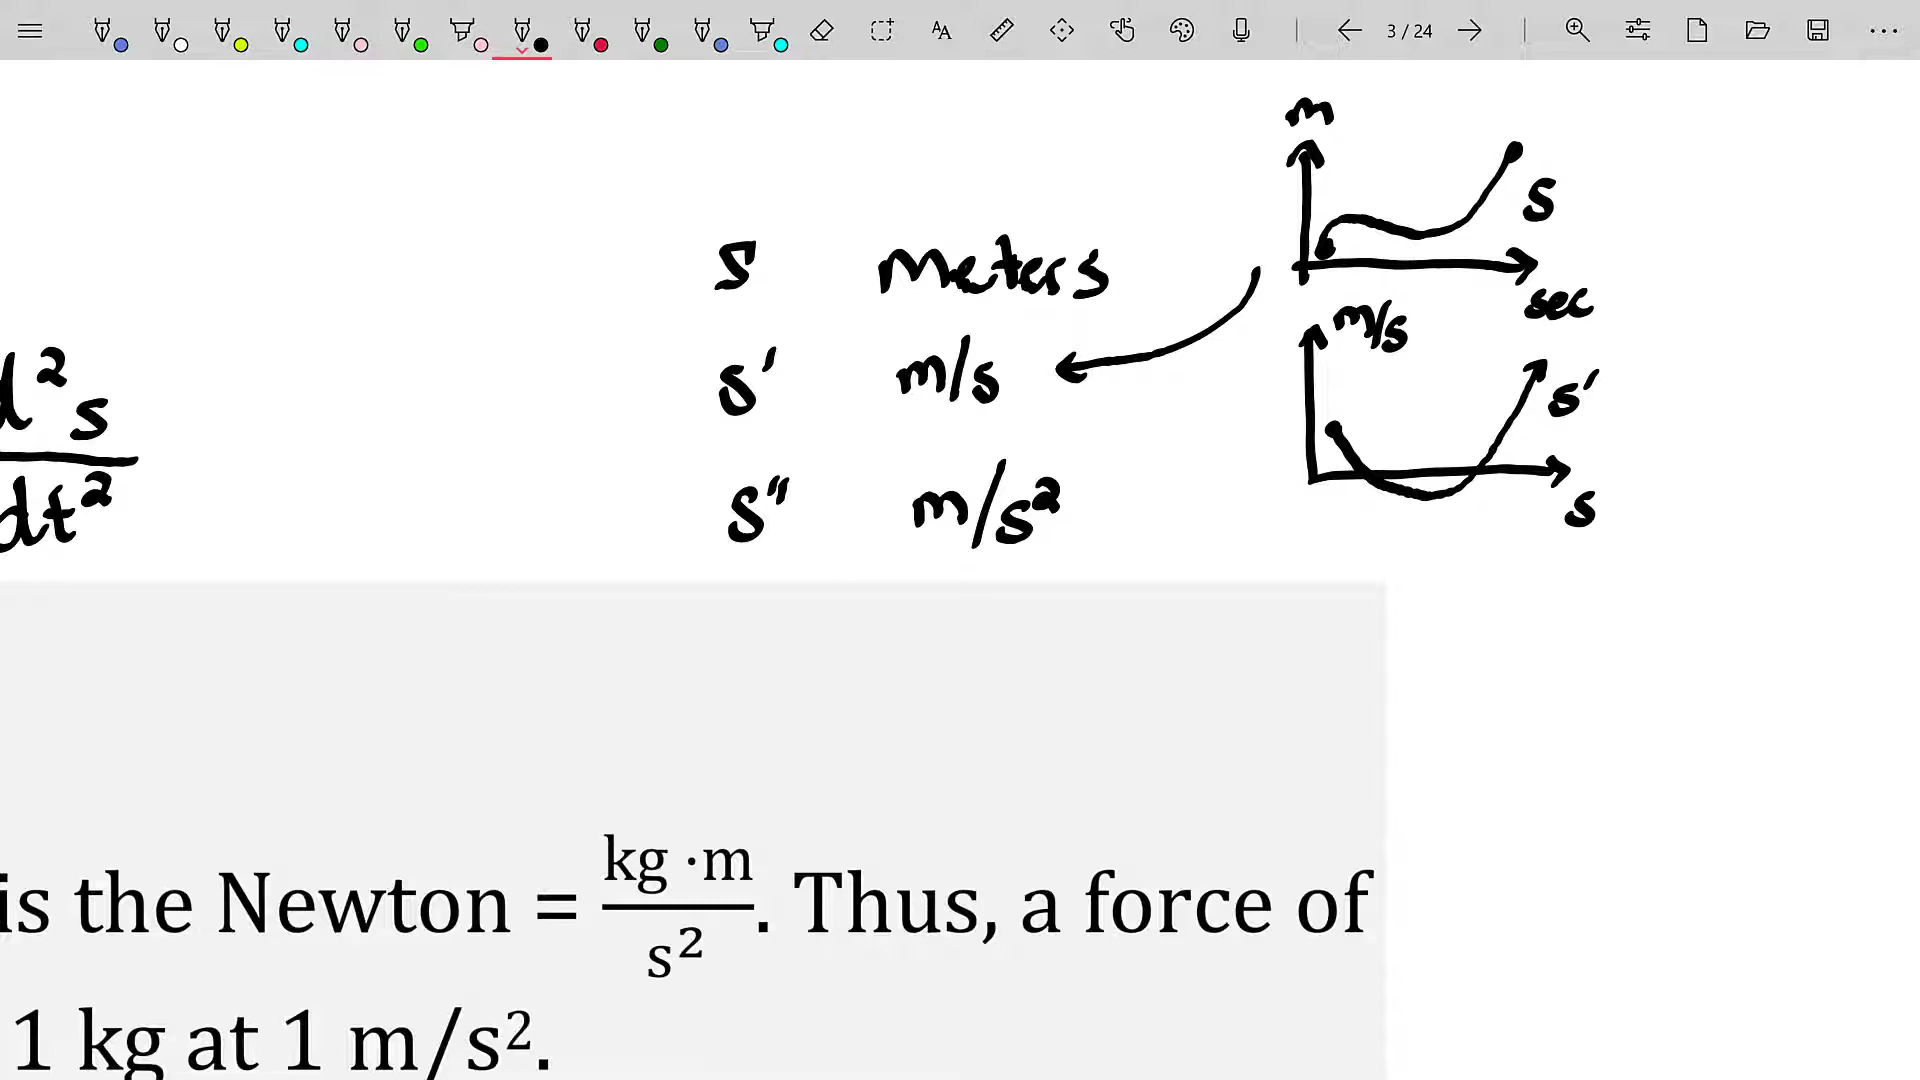 3 / 24
m
s
s meters
sec
m/s
s' m/s
s'
d²s
dt²
s'' m/s²
s
is the Newton = kg ·m / s². Thus, a force of
1 kg at 1 m/s².